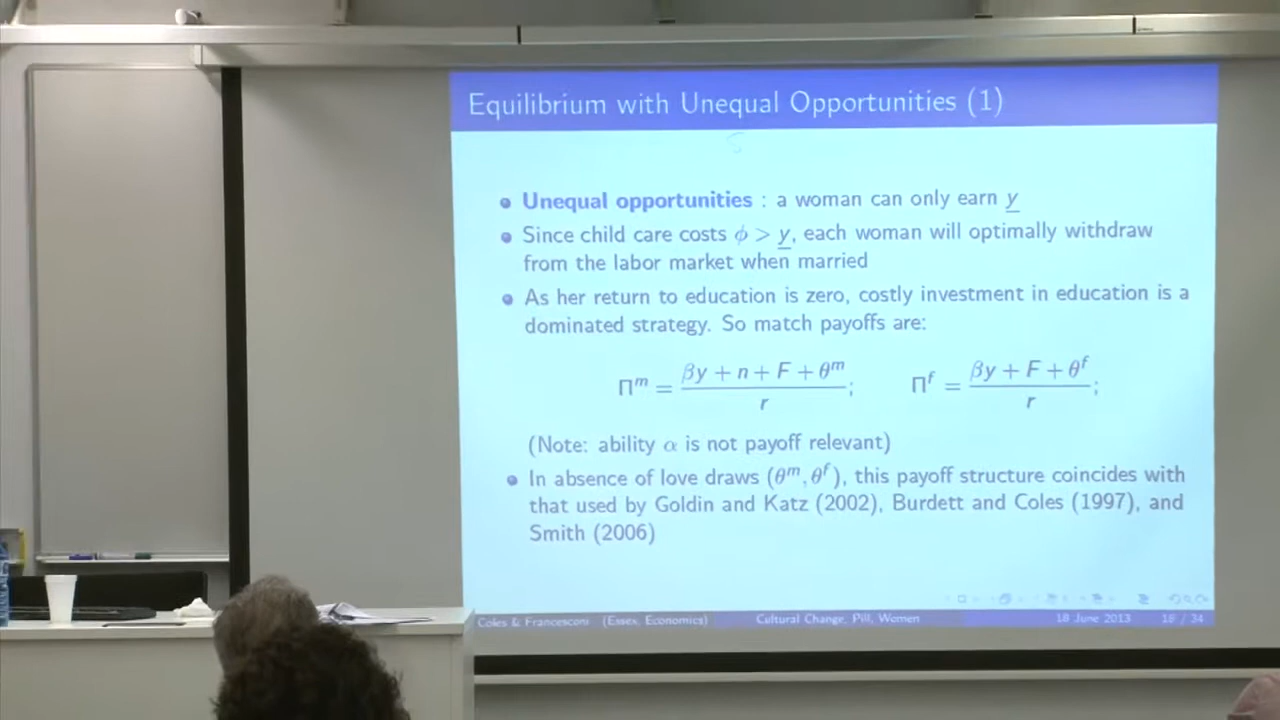 Equilibrium with Unequal Opportunities (1)
• Unequal opportunities : a woman can only earn y̲
• Since child care costs ϕ > y̲, each woman will optimally withdraw
from the labor market when married
• As her return to education is zero, costly investment in education is a
dominated strategy. So match payoffs are:
Πᵐ = (βy + n + F + θᵐ)/r; Πᶠ = (βy + F + θᶠ)/r;
(Note: ability α is not payoff relevant)
• In absence of love draws (θᵐ, θᶠ), this payoff structure coincides with
that used by Goldin and Katz (2002), Burdett and Coles (1997), and
Smith (2006)
Coles & Francesconi (Essex, Economics) Cultural Change, Pill, Women 18 June 2013 18 / 34